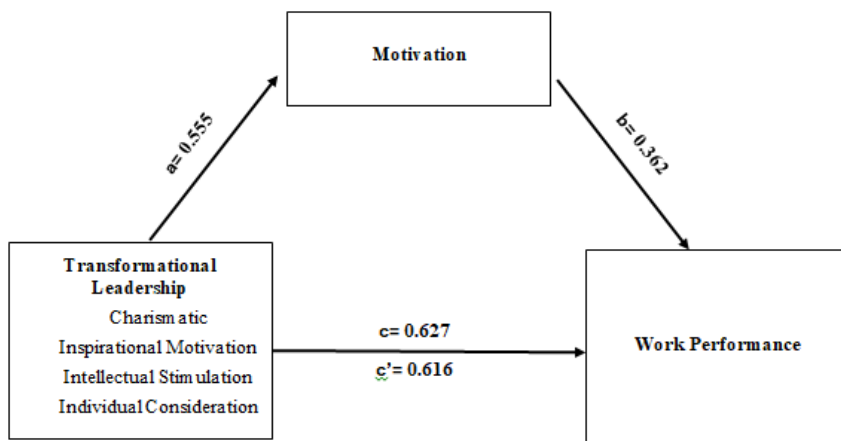 Motivation
a= 0.555
b= 0.362
Transformational
Leadership
Charismatic
Inspirational Motivation
Intellectual Stimulation
Individual Consideration
c= 0.627
c'= 0.616
Work Performance